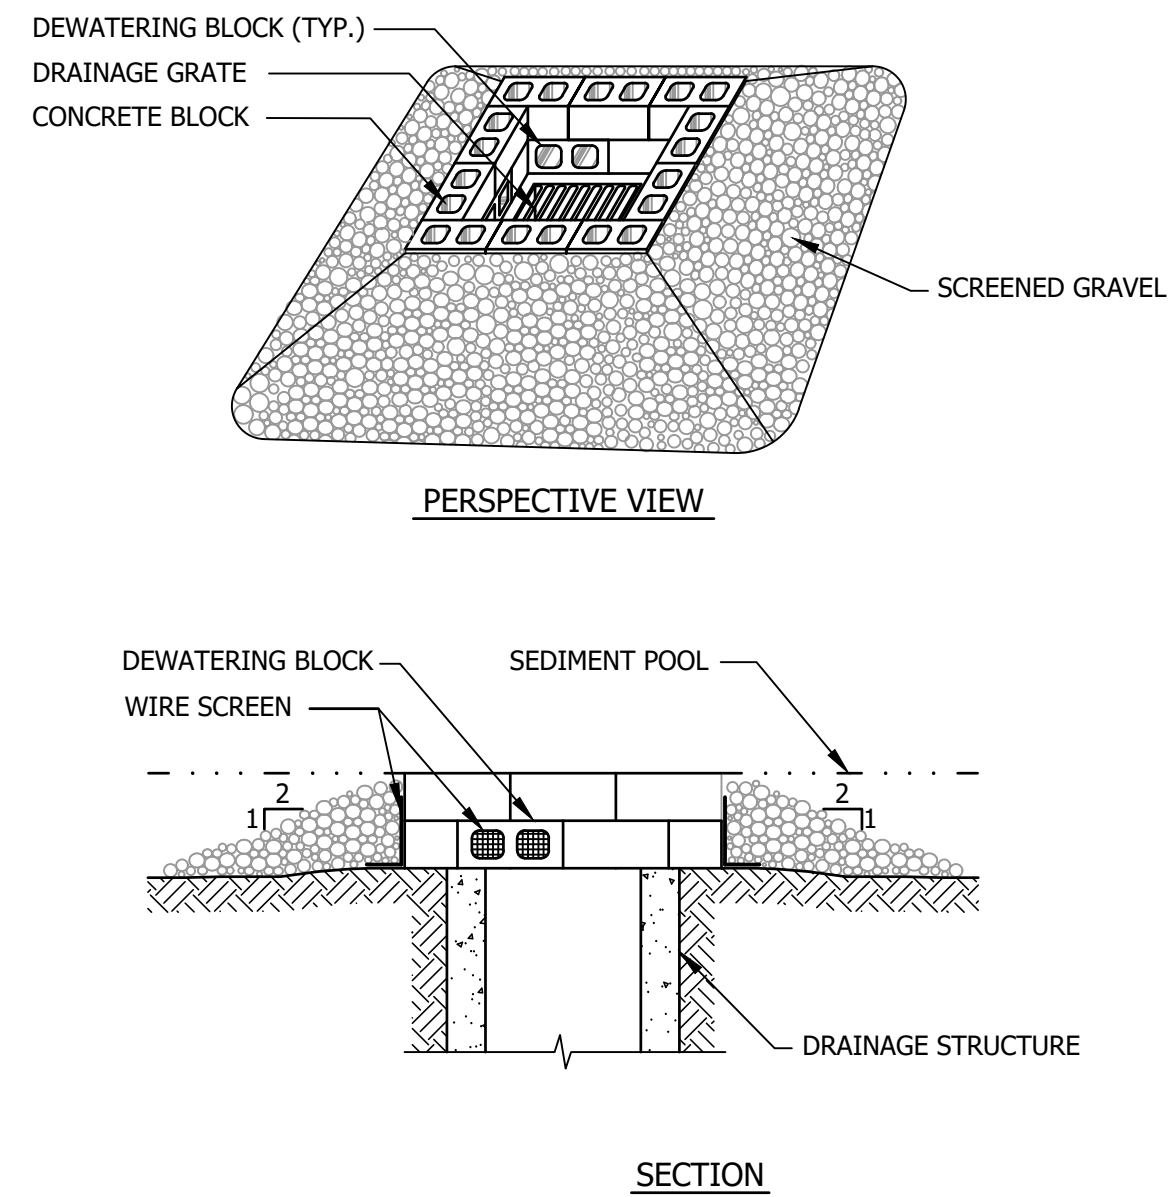 DEWATERING BLOCK (TYP.)
DRAINAGE GRATE
CONCRETE BLOCK
SCREENED GRAVEL
PERSPECTIVE VIEW
DEWATERING BLOCK
SEDIMENT POOL
WIRE SCREEN
2
1
2
1
DRAINAGE STRUCTURE
SECTION